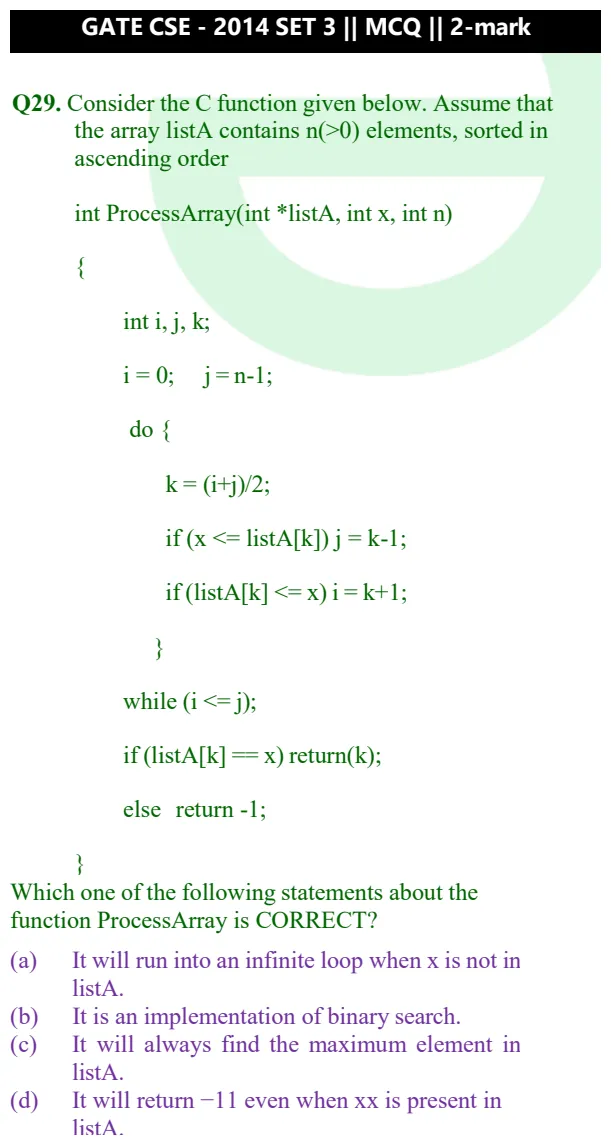 GATE CSE - 2014 SET 3 || MCQ || 2-mark
Q29. Consider the C function given below. Assume that
the array listA contains n(>0) elements, sorted in
ascending order
int ProcessArray(int *listA, int x, int n)
{
int i, j, k;
i = 0; j = n-1;
do {
k = (i+j)/2;
if (x <= listA[k]) j = k-1;
if (listA[k] <= x) i = k+1;
}
while (i <= j);
if (listA[k] == x) return(k);
else return -1;
}
Which one of the following statements about the
function ProcessArray is CORRECT?
(a) It will run into an infinite loop when x is not in
listA.
(b) It is an implementation of binary search.
(c) It will always find the maximum element in
listA.
(d) It will return −11 even when xx is present in
listA.